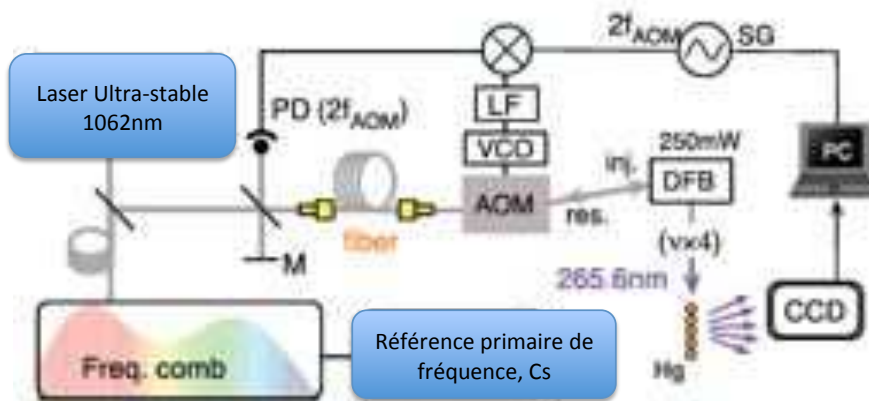 2f_AOM
SG
Laser Ultra-stable
1062nm
PD (2f_AOM)
LF
VCD
250mW
PC
inj.
DFB
AOM
res.
fiber
(ν×4)
M
265.6nm
CCD
Freq. comb
Référence primaire de
fréquence, Cs
Hg